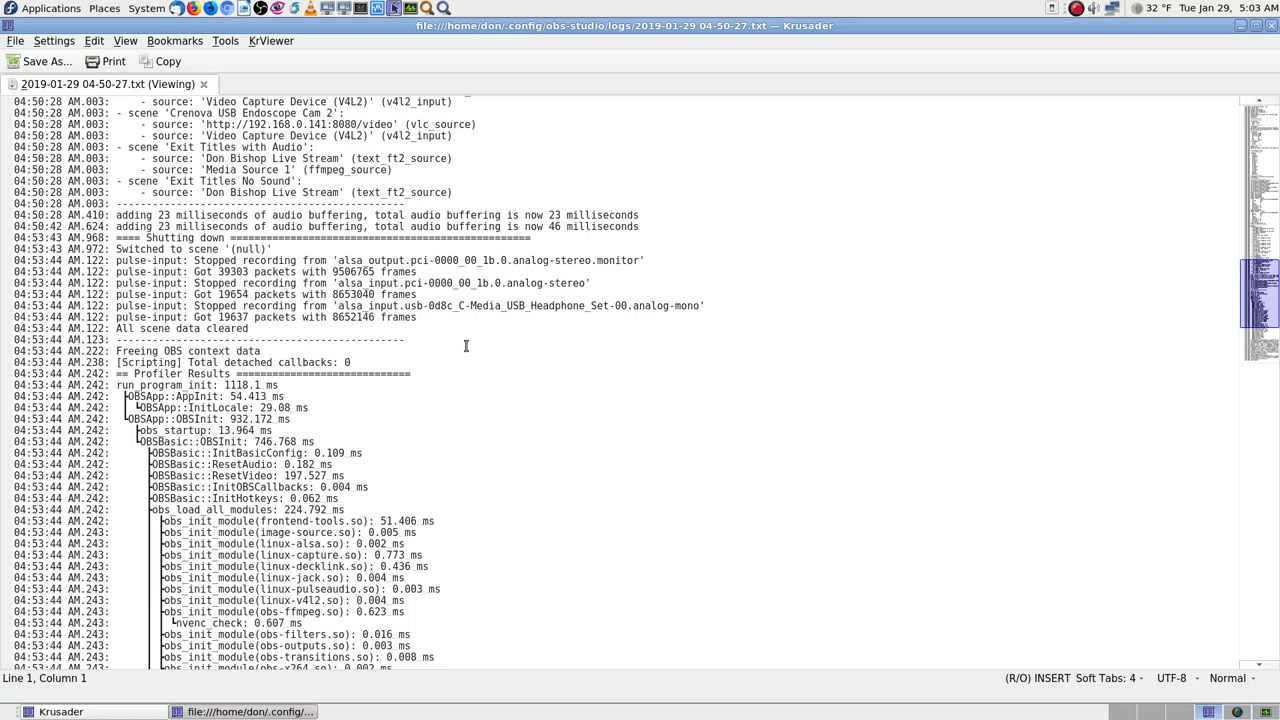 Applications Places System
32 °F Tue Jan 29, 5:03 AM
file:///home/don/.config/obs-studio/logs/2019-01-29 04-50-27.txt — Krusader
File Settings Edit View Bookmarks Tools KrViewer
Save As... Print Copy
2019-01-29 04-50-27.txt (Viewing)
04:50:28 AM.003:     - source: 'Video Capture Device (V4L2)' (v4l2_input)
04:50:28 AM.003: - scene 'Crenova USB Endoscope Cam 2':
04:50:28 AM.003:     - source: 'http://192.168.0.141:8080/video' (vlc_source)
04:50:28 AM.003:     - source: 'Video Capture Device (V4L2)' (v4l2_input)
04:50:28 AM.003: - scene 'Exit Titles with Audio':
04:50:28 AM.003:     - source: 'Don Bishop Live Stream' (text_ft2_source)
04:50:28 AM.003:     - source: 'Media Source 1' (ffmpeg_source)
04:50:28 AM.003: - scene 'Exit Titles No Sound':
04:50:28 AM.003:     - source: 'Don Bishop Live Stream' (text_ft2_source)
04:50:28 AM.003: ------------------------------------------------
04:50:28 AM.410: adding 23 milliseconds of audio buffering, total audio buffering is now 23 milliseconds
04:50:42 AM.624: adding 23 milliseconds of audio buffering, total audio buffering is now 46 milliseconds
04:53:43 AM.968: ==== Shutting down ==================================================
04:53:43 AM.972: Switched to scene '(null)'
04:53:44 AM.122: pulse-input: Stopped recording from 'alsa_output.pci-0000_00_1b.0.analog-stereo.monitor'
04:53:44 AM.122: pulse-input: Got 39303 packets with 9506765 frames
04:53:44 AM.122: pulse-input: Stopped recording from 'alsa_input.pci-0000_00_1b.0.analog-stereo'
04:53:44 AM.122: pulse-input: Got 19654 packets with 8653040 frames
04:53:44 AM.122: pulse-input: Stopped recording from 'alsa_input.usb-0d8c_C-Media_USB_Headphone_Set-00.analog-mono'
04:53:44 AM.122: pulse-input: Got 19637 packets with 8652146 frames
04:53:44 AM.122: All scene data cleared
04:53:44 AM.123: ------------------------------------------------
04:53:44 AM.222: Freeing OBS context data
04:53:44 AM.238: [Scripting] Total detached callbacks: 0
04:53:44 AM.242: == Profiler Results =============================
04:53:44 AM.242: run_program_init: 1118.1 ms
04:53:44 AM.242:  ┣OBSApp::AppInit: 54.413 ms
04:53:44 AM.242:  ┃ ┗OBSApp::InitLocale: 29.08 ms
04:53:44 AM.242:  ┗OBSApp::OBSInit: 932.172 ms
04:53:44 AM.242:    ┣obs_startup: 13.964 ms
04:53:44 AM.242:    ┗OBSBasic::OBSInit: 746.768 ms
04:53:44 AM.242:      ┣OBSBasic::InitBasicConfig: 0.109 ms
04:53:44 AM.242:      ┣OBSBasic::ResetAudio: 0.182 ms
04:53:44 AM.242:      ┣OBSBasic::ResetVideo: 197.527 ms
04:53:44 AM.242:      ┣OBSBasic::InitOBSCallbacks: 0.004 ms
04:53:44 AM.242:      ┣OBSBasic::InitHotkeys: 0.062 ms
04:53:44 AM.242:      ┣obs_load_all_modules: 224.792 ms
04:53:44 AM.242:      ┃ ┣obs_init_module(frontend-tools.so): 51.406 ms
04:53:44 AM.243:      ┃ ┣obs_init_module(image-source.so): 0.005 ms
04:53:44 AM.243:      ┃ ┣obs_init_module(linux-alsa.so): 0.002 ms
04:53:44 AM.243:      ┃ ┣obs_init_module(linux-capture.so): 0.773 ms
04:53:44 AM.243:      ┃ ┣obs_init_module(linux-decklink.so): 0.436 ms
04:53:44 AM.243:      ┃ ┣obs_init_module(linux-jack.so): 0.004 ms
04:53:44 AM.243:      ┃ ┣obs_init_module(linux-pulseaudio.so): 0.003 ms
04:53:44 AM.243:      ┃ ┣obs_init_module(linux-v4l2.so): 0.004 ms
04:53:44 AM.243:      ┃ ┣obs_init_module(obs-ffmpeg.so): 0.623 ms
04:53:44 AM.243:      ┃ ┃ ┗nvenc_check: 0.607 ms
04:53:44 AM.243:      ┃ ┣obs_init_module(obs-filters.so): 0.016 ms
04:53:44 AM.243:      ┃ ┣obs_init_module(obs-outputs.so): 0.003 ms
04:53:44 AM.243:      ┃ ┣obs_init_module(obs-transitions.so): 0.008 ms
04:53:44 AM.243:      ┃ ┣obs_init_module(obs-x264.so): 0.002 ms
Line 1, Column 1
(R/O) INSERT Soft Tabs: 4 UTF-8 Normal
Krusader
file:///home/don/.config/...